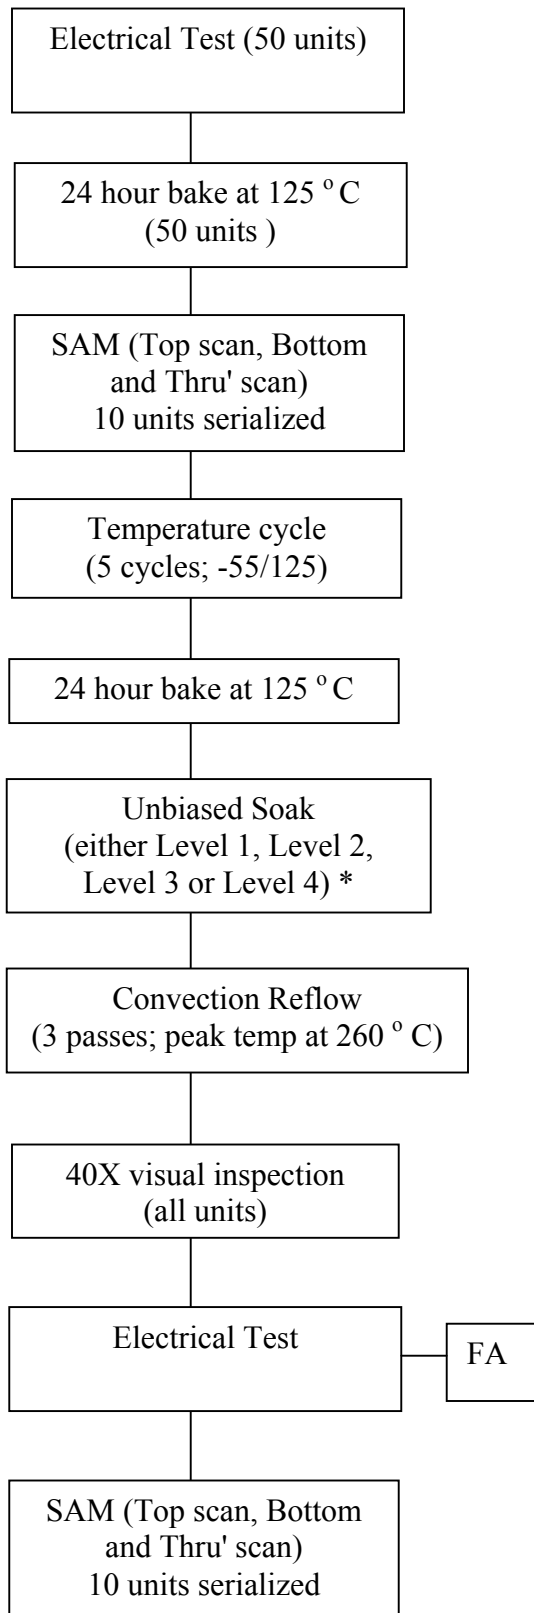 Electrical Test (50 units)
24 hour bake at 125 ° C
(50 units )
SAM (Top scan, Bottom
and Thru' scan)
10 units serialized
Temperature cycle
(5 cycles; -55/125)
24 hour bake at 125 ° C
Unbiased Soak
(either Level 1, Level 2,
Level 3 or Level 4) *
Convection Reflow
(3 passes; peak temp at 260 ° C)
40X visual inspection
(all units)
Electrical Test
FA
SAM (Top scan, Bottom
and Thru' scan)
10 units serialized